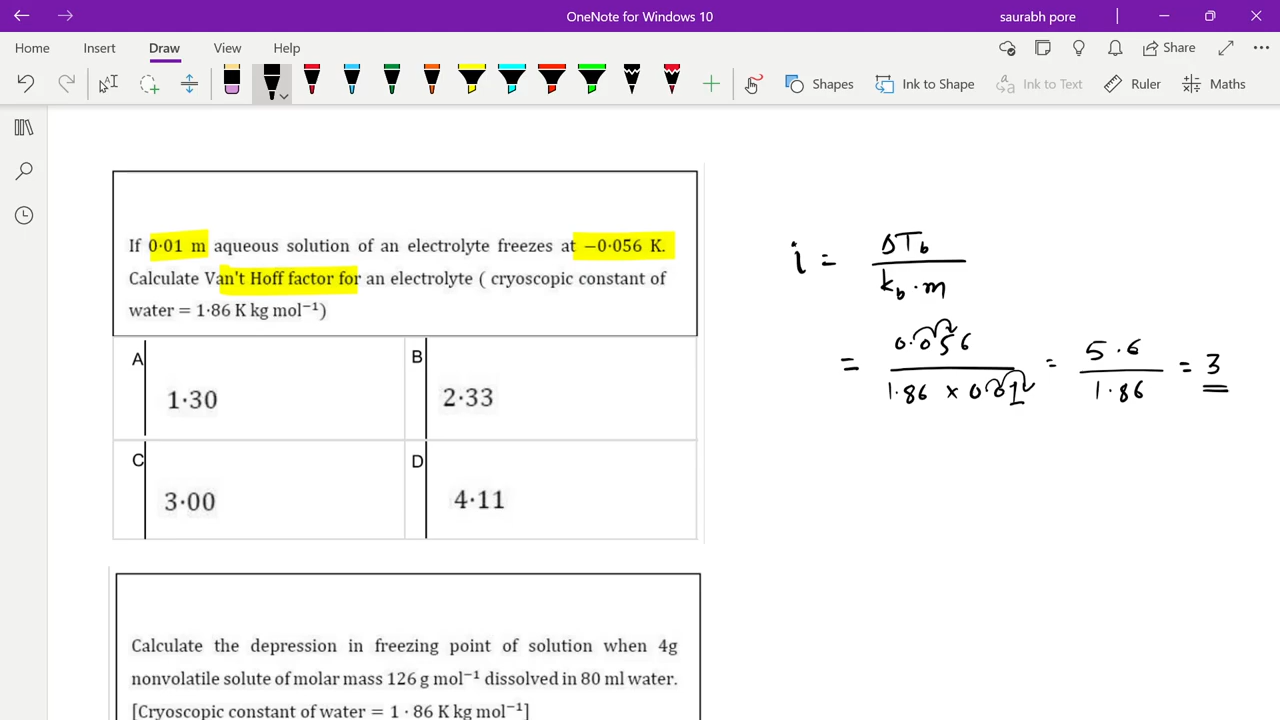 OneNote for Windows 10
saurabh pore
Home Insert Draw View Help
Share
Shapes Ink to Shape Ink to Text Ruler Maths
If 0·01 m aqueous solution of an electrolyte freezes at −0·056 K.
Calculate Van't Hoff factor for an electrolyte ( cryoscopic constant of
water = 1·86 K kg mol⁻¹)
A
1·30
B
2·33
C
3·00
D
4·11
i = ΔTb / kb · m
= 0.056 / 1.86 × 0.01 = 5.6 / 1.86 = 3
Calculate the depression in freezing point of solution when 4g
nonvolatile solute of molar mass 126 g mol⁻¹ dissolved in 80 ml water.
[Cryoscopic constant of water = 1 · 86 K kg mol⁻¹]